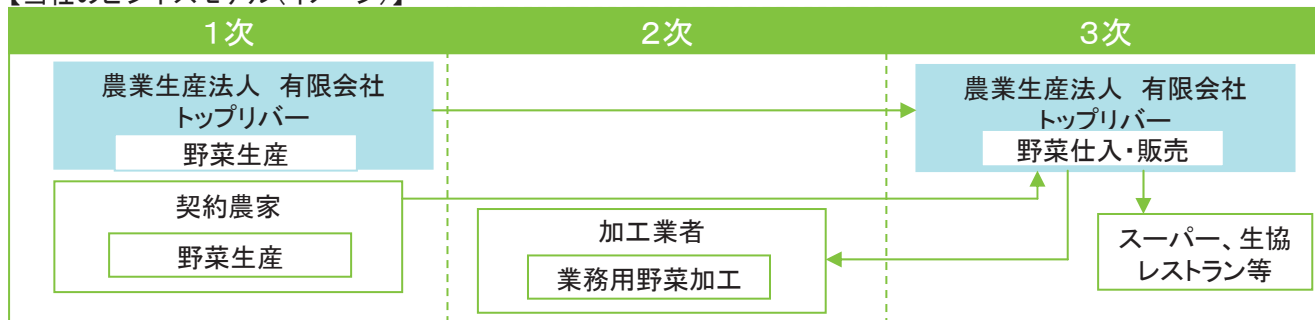 １次
２次
３次
農業生産法人 有限会社
トップリバー
野菜生産
契約農家
野菜生産
加工業者
業務用野菜加工
農業生産法人 有限会社
トップリバー
野菜仕入・販売
スーパー、生協
レストラン等